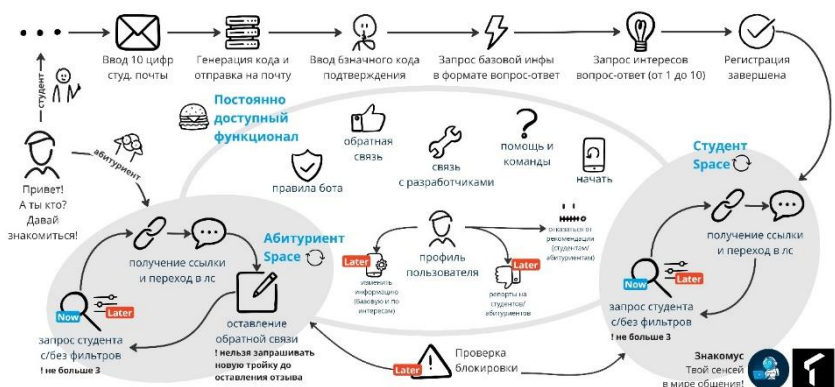 Ввод 10 цифр
студ. почты
Генерация кода и
отправка на почту
Ввод 6значного кода
подтверждения
Запрос базовой инфы
в формате вопрос-ответ
Запрос интересов
вопрос-ответ (от 1 до 10)
Регистрация
завершена
студент
абитуриент
Привет!
А ты кто?
Давай
знакомиться!
Постоянно
доступный
функционал
правила бота
обратная
связь
связь
с разработчиками
помощь и
команды
начать
профиль
пользователя
Later
изменить
информацию
(базовую и по
интересам)
Later
репорты на
студентов/
абитуриентов
отказаться от
рекомендации
(студентам/
абитуриентам)
Абитуриент
Space
получение ссылки
и переход в лс
Now
Later
запрос студента
с/без фильтров
! не больше 3
оставление
обратной связи
! нельзя запрашивать
новую тройку до
оставления отзыва
Студент
Space
получение ссылки
и переход в лс
Now
Later
запрос студента
с/без фильтров
! не больше 3
Later
Проверка
блокировки
Знакомус
Твой сенсей
в мире общения!